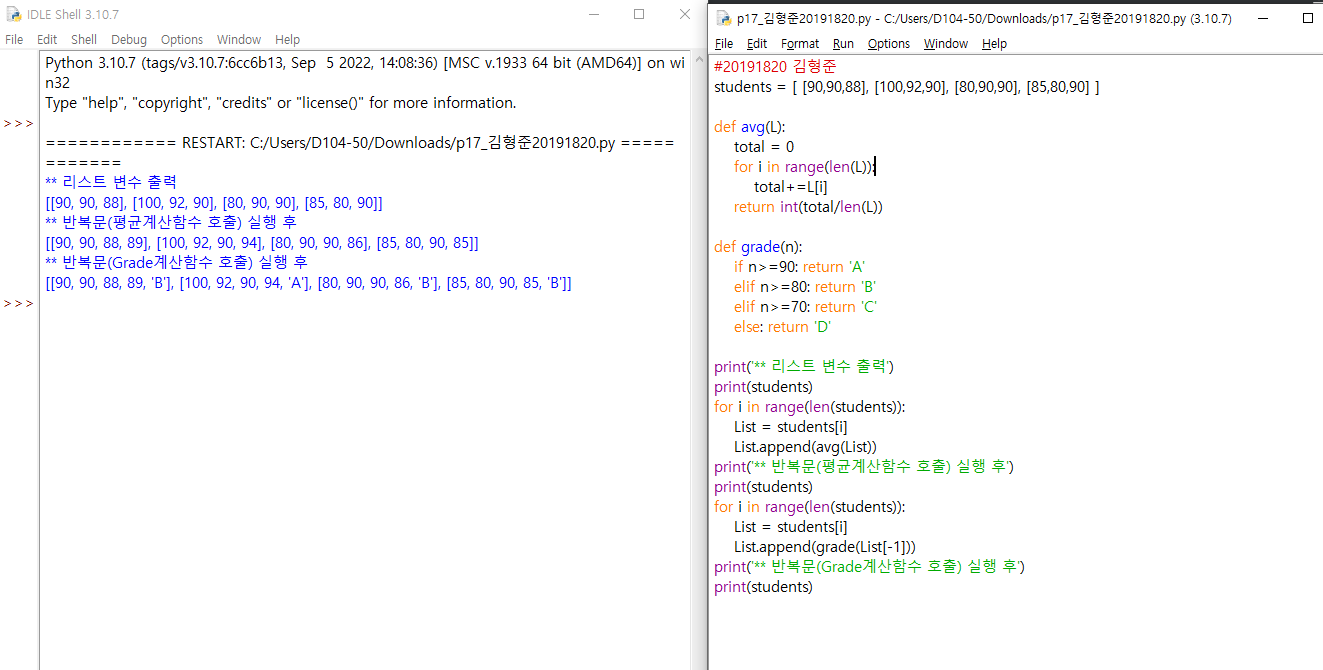 IDLE Shell 3.10.7
File Edit Shell Debug Options Window Help
Python 3.10.7 (tags/v3.10.7:6cc6b13, Sep  5 2022, 14:08:36) [MSC v.1933 64 bit (AMD64)] on wi
n32
Type "help", "copyright", "credits" or "license()" for more information.
>>>
============ RESTART: C:/Users/D104-50/Downloads/p17_김형준20191820.py =====
=======
** 리스트 변수 출력
[[90, 90, 88], [100, 92, 90], [80, 90, 90], [85, 80, 90]]
** 반복문(평균계산함수 호출) 실행 후
[[90, 90, 88, 89], [100, 92, 90, 94], [80, 90, 90, 86], [85, 80, 90, 85]]
** 반복문(Grade계산함수 호출) 실행 후
[[90, 90, 88, 89, 'B'], [100, 92, 90, 94, 'A'], [80, 90, 90, 86, 'B'], [85, 80, 90, 85, 'B']]
>>>
p17_김형준20191820.py - C:/Users/D104-50/Downloads/p17_김형준20191820.py (3.10.7)
File Edit Format Run Options Window Help
#20191820 김형준
students = [ [90,90,88], [100,92,90], [80,90,90], [85,80,90] ]
def avg(L):
    total = 0
    for i in range(len(L)):
        total+=L[i]
    return int(total/len(L))
def grade(n):
    if n>=90: return 'A'
    elif n>=80: return 'B'
    elif n>=70: return 'C'
    else: return 'D'
print('** 리스트 변수 출력')
print(students)
for i in range(len(students)):
    List = students[i]
    List.append(avg(List))
print('** 반복문(평균계산함수 호출) 실행 후')
print(students)
for i in range(len(students)):
    List = students[i]
    List.append(grade(List[-1]))
print('** 반복문(Grade계산함수 호출) 실행 후')
print(students)